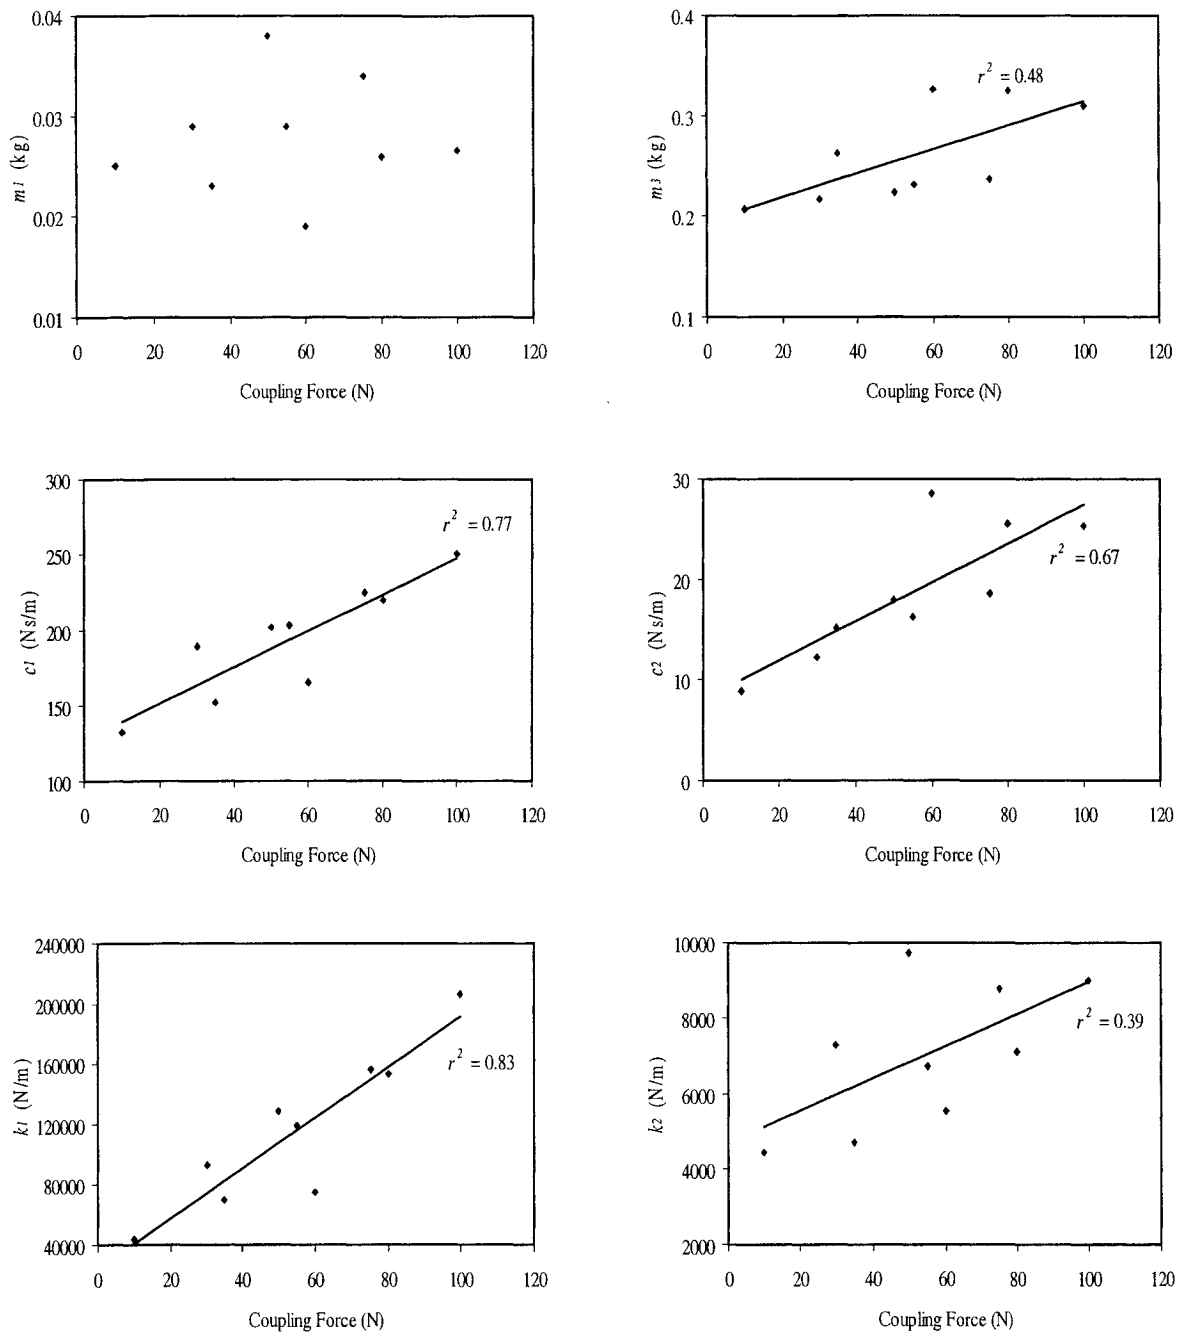 0.04
0.03
0.02
0.01
m1 (kg)
0 20 40 60 80 100 120
Coupling Force (N)
0.4
0.3
0.2
0.1
m3 (kg)
r² = 0.48
0 20 40 60 80 100 120
Coupling Force (N)
300
250
200
150
100
c1 (Ns/m)
r² = 0.77
0 20 40 60 80 100 120
Coupling Force (N)
30
20
10
0
c2 (Ns/m)
r² = 0.67
0 20 40 60 80 100 120
Coupling Force (N)
240000
200000
160000
120000
80000
40000
k1 (N/m)
r² = 0.83
0 20 40 60 80 100 120
Coupling Force (N)
10000
8000
6000
4000
2000
k2 (N/m)
r² = 0.39
0 20 40 60 80 100 120
Coupling Force (N)